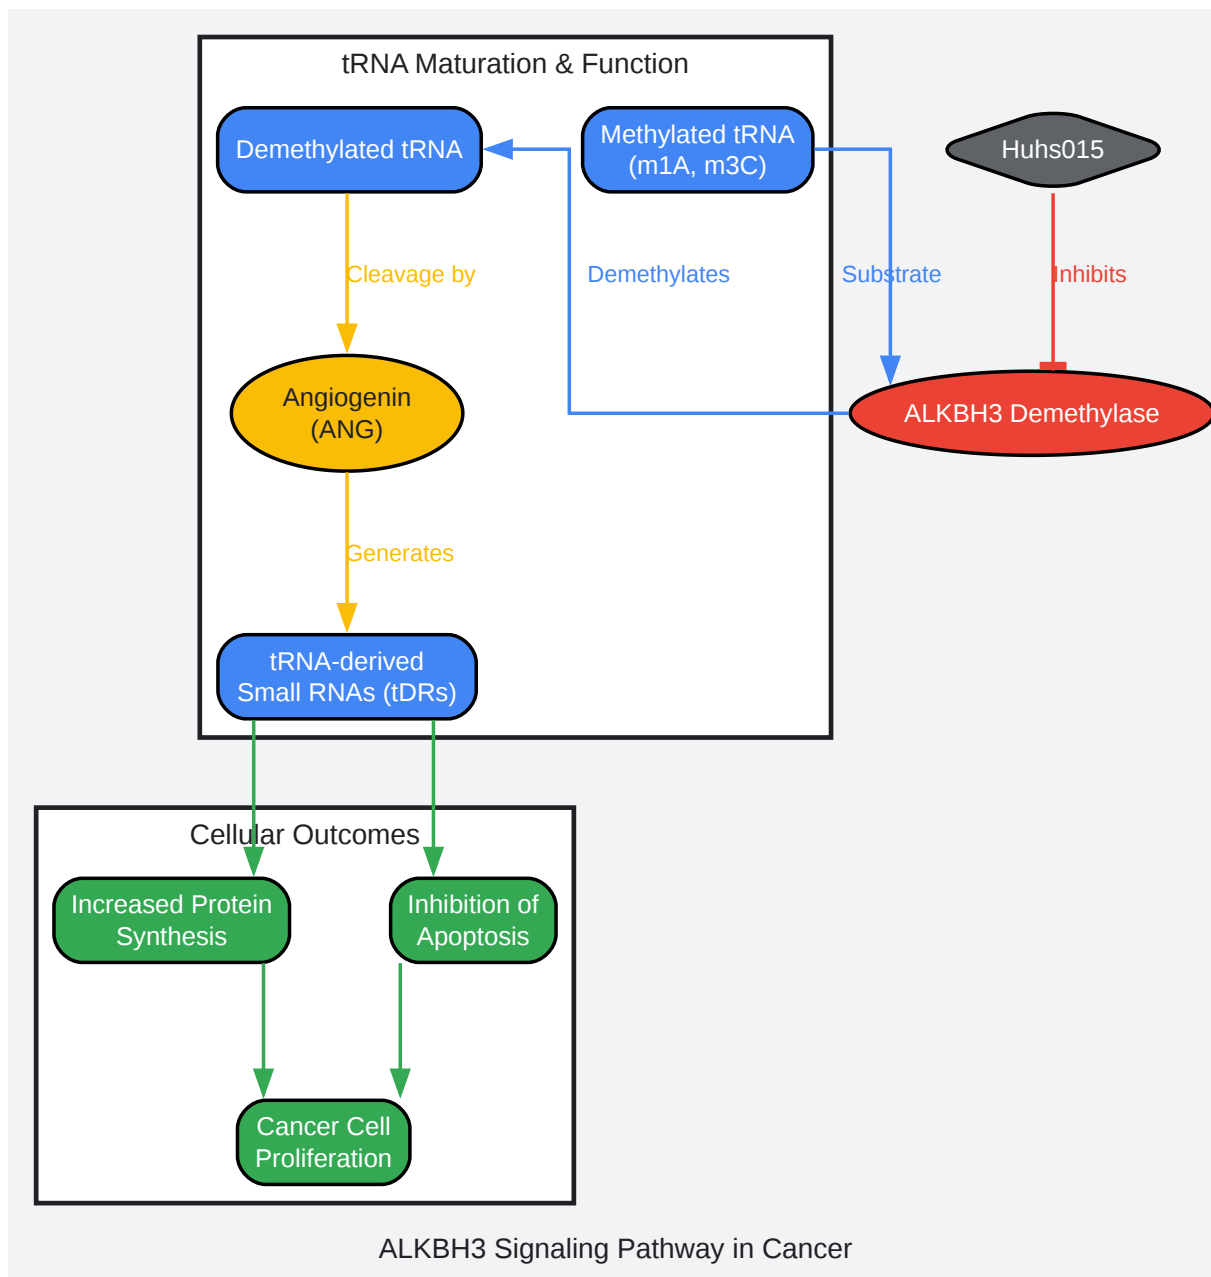 tRNA Maturation & Function
Demethylated tRNA
Methylated tRNA
(m1A, m3C)
Huhs015
Cleavage by
Demethylates
Substrate
Inhibits
Angiogenin
(ANG)
ALKBH3 Demethylase
Generates
tRNA-derived
Small RNAs (tDRs)
Cellular Outcomes
Increased Protein
Synthesis
Inhibition of
Apoptosis
Cancer Cell
Proliferation
ALKBH3 Signaling Pathway in Cancer